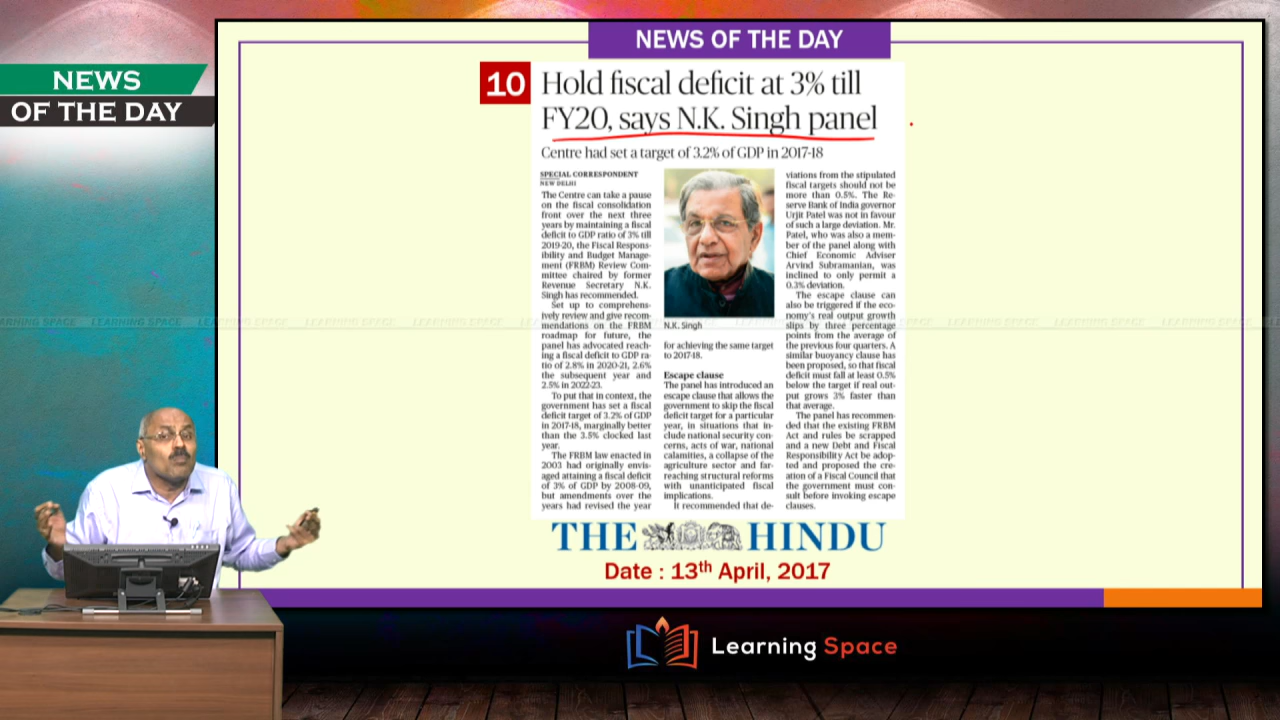 NEWS OF THE DAY
NEWS
OF THE DAY
10
Hold fiscal deficit at 3% till
FY20, says N.K. Singh panel
Centre had set a target of 3.2% of GDP in 2017-18
SPECIAL CORRESPONDENT
NEW DELHI
The Centre can take a pause
on the fiscal consolidation
front over the next three
years by maintaining a fiscal
deficit to GDP ratio of 3% till
2019-20, the Fiscal Respons-
ibility and Budget Manage-
ment (FRBM) Review Com-
mittee chaired by former
Revenue Secretary N.K.
Singh has recommended.
Set up to comprehens-
ively review and give recom-
mendations on the FRBM
roadmap for future, the
panel has advocated reach-
ing a fiscal deficit to GDP ra-
tio of 2.8% in 2020-21, 2.6%
the subsequent year and
2.5% in 2022-23.
To put that in context, the
government has set a fiscal
deficit target of 3.2% of GDP
in 2017-18, marginally better
than the 3.5% clocked last
year.
The FRBM law enacted in
2003 had originally envis-
aged attaining a fiscal deficit
of 3% of GDP by 2008-09,
but amendments over the
years had revised the year
N.K. Singh
for achieving the same target
to 2017-18.
Escape clause
The panel has introduced an
escape clause that allows the
government to skip the fiscal
deficit target for a particular
year, in situations that in-
clude national security con-
cerns, acts of war, national
calamities, a collapse of the
agriculture sector and far-
reaching structural reforms
with unanticipated fiscal
implications.
It recommended that de-
viations from the stipulated
fiscal targets should not be
more than 0.5%. The Re-
serve Bank of India governor
Urjit Patel was not in favour
of such a large deviation. Mr.
Patel, who was also a mem-
ber of the panel along with
Chief Economic Adviser
Arvind Subramanian, was
inclined to only permit a
0.3% deviation.
The escape clause can
also be triggered if the eco-
nomy's real output growth
slips by three percentage
points from the average of
the previous four quarters. A
similar buoyancy clause has
been proposed, so that fiscal
deficit must fall at least 0.5%
below the target if real out-
put grows 3% faster than
that average.
The panel has recommen-
ded that the existing FRBM
Act and rules be scrapped
and a new Debt and Fiscal
Responsibility Act be adop-
ted and proposed the cre-
ation of a Fiscal Council that
the government must con-
sult before invoking escape
clauses.
THE HINDU
Date : 13th April, 2017
LEARNING SPACE LEARNING SPACE LEARNING SPACE LEARNING SPACE LEARNING SPACE
Learning Space